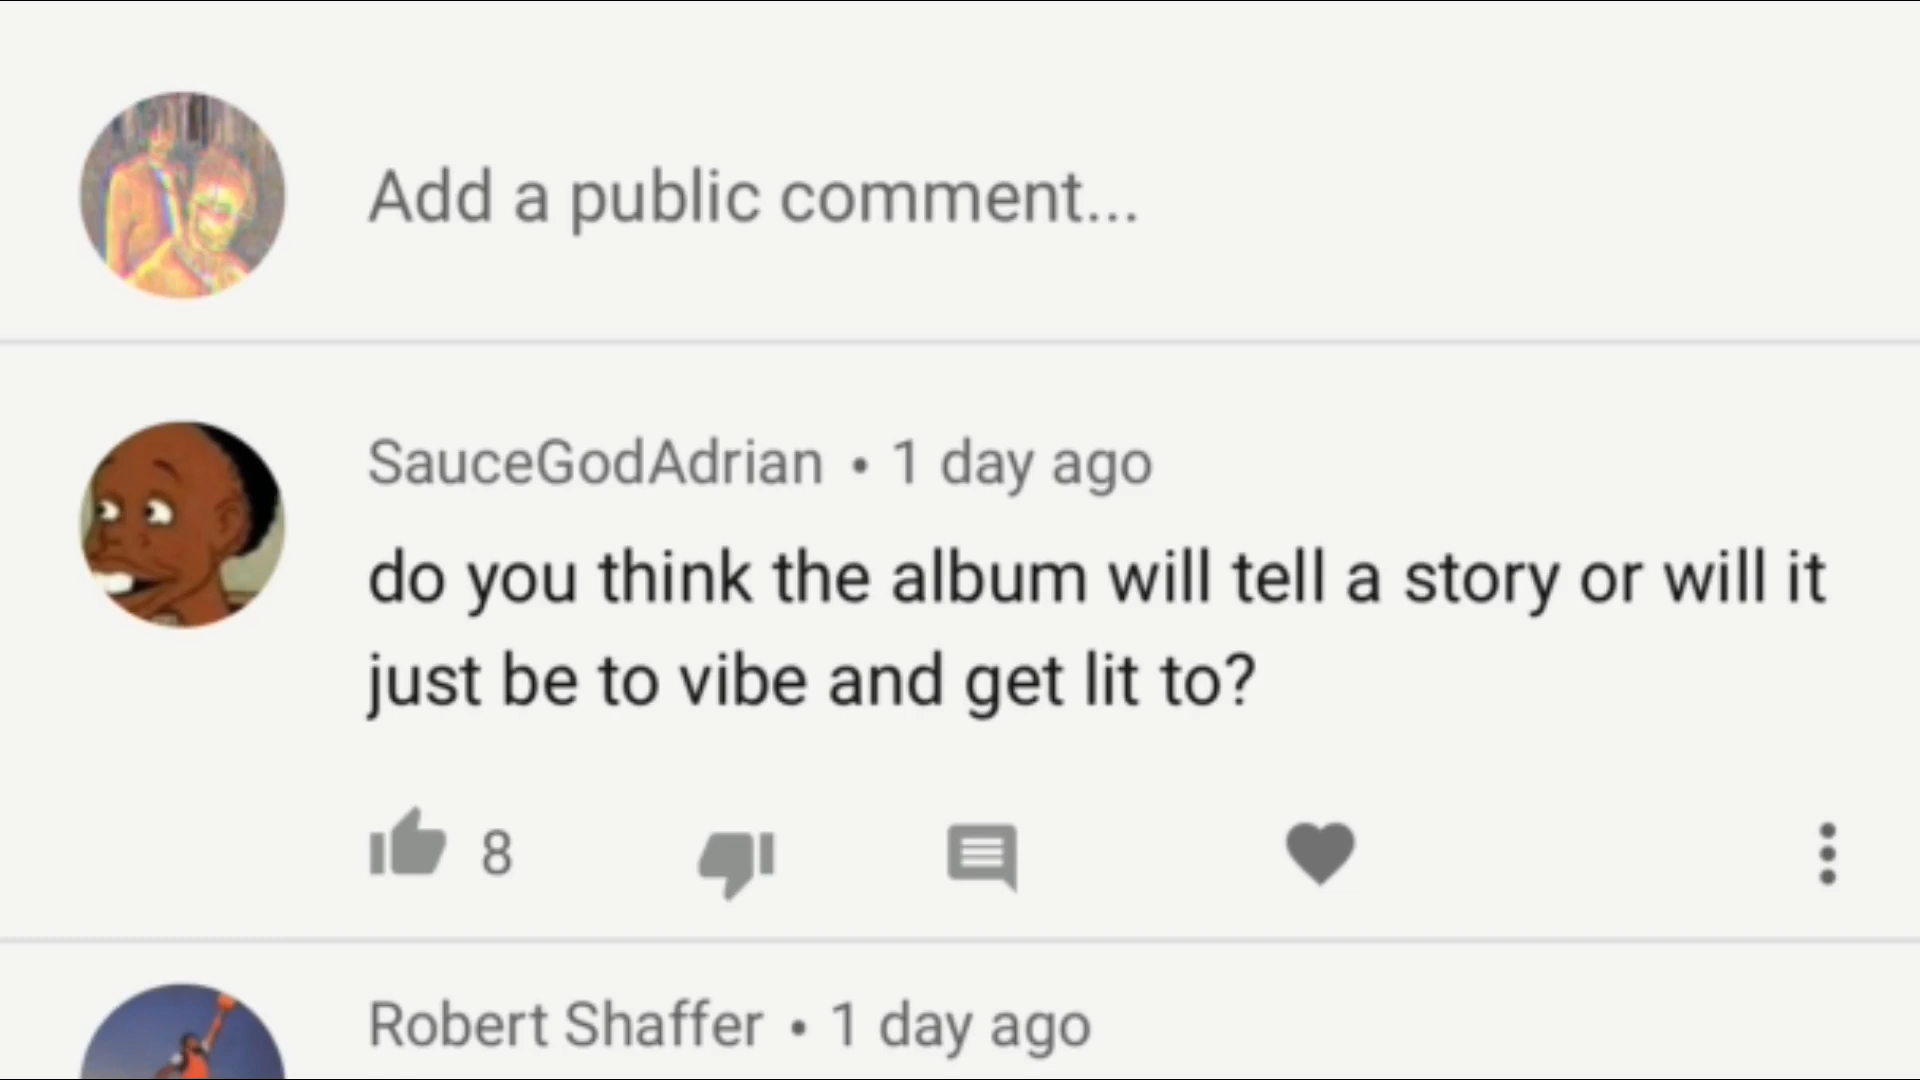 Add a public comment...
SauceGodAdrian • 1 day ago
do you think the album will tell a story or will it
just be to vibe and get lit to?
8
Robert Shaffer • 1 day ago